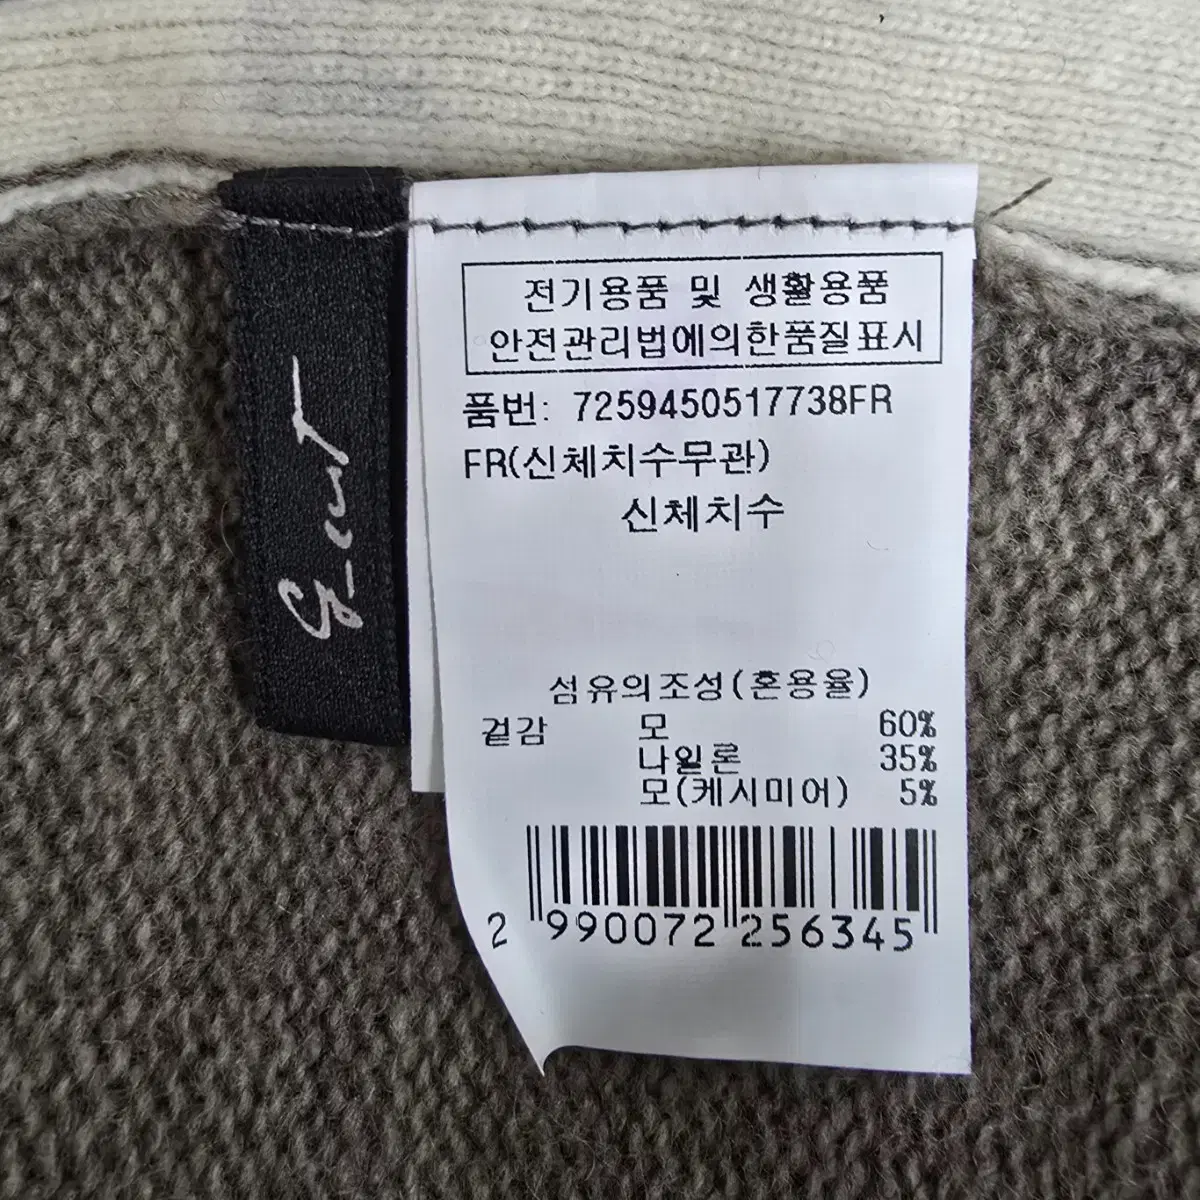 g-cut
전기용품 및 생활용품
안전관리법에의한품질표시
품번: 7259450517738FR
FR(신체치수무관)
신체치수
섬유의조성(혼용율)
겉감 모 60%
나일론 35%
모(케시미어) 5%
2 990072 256345